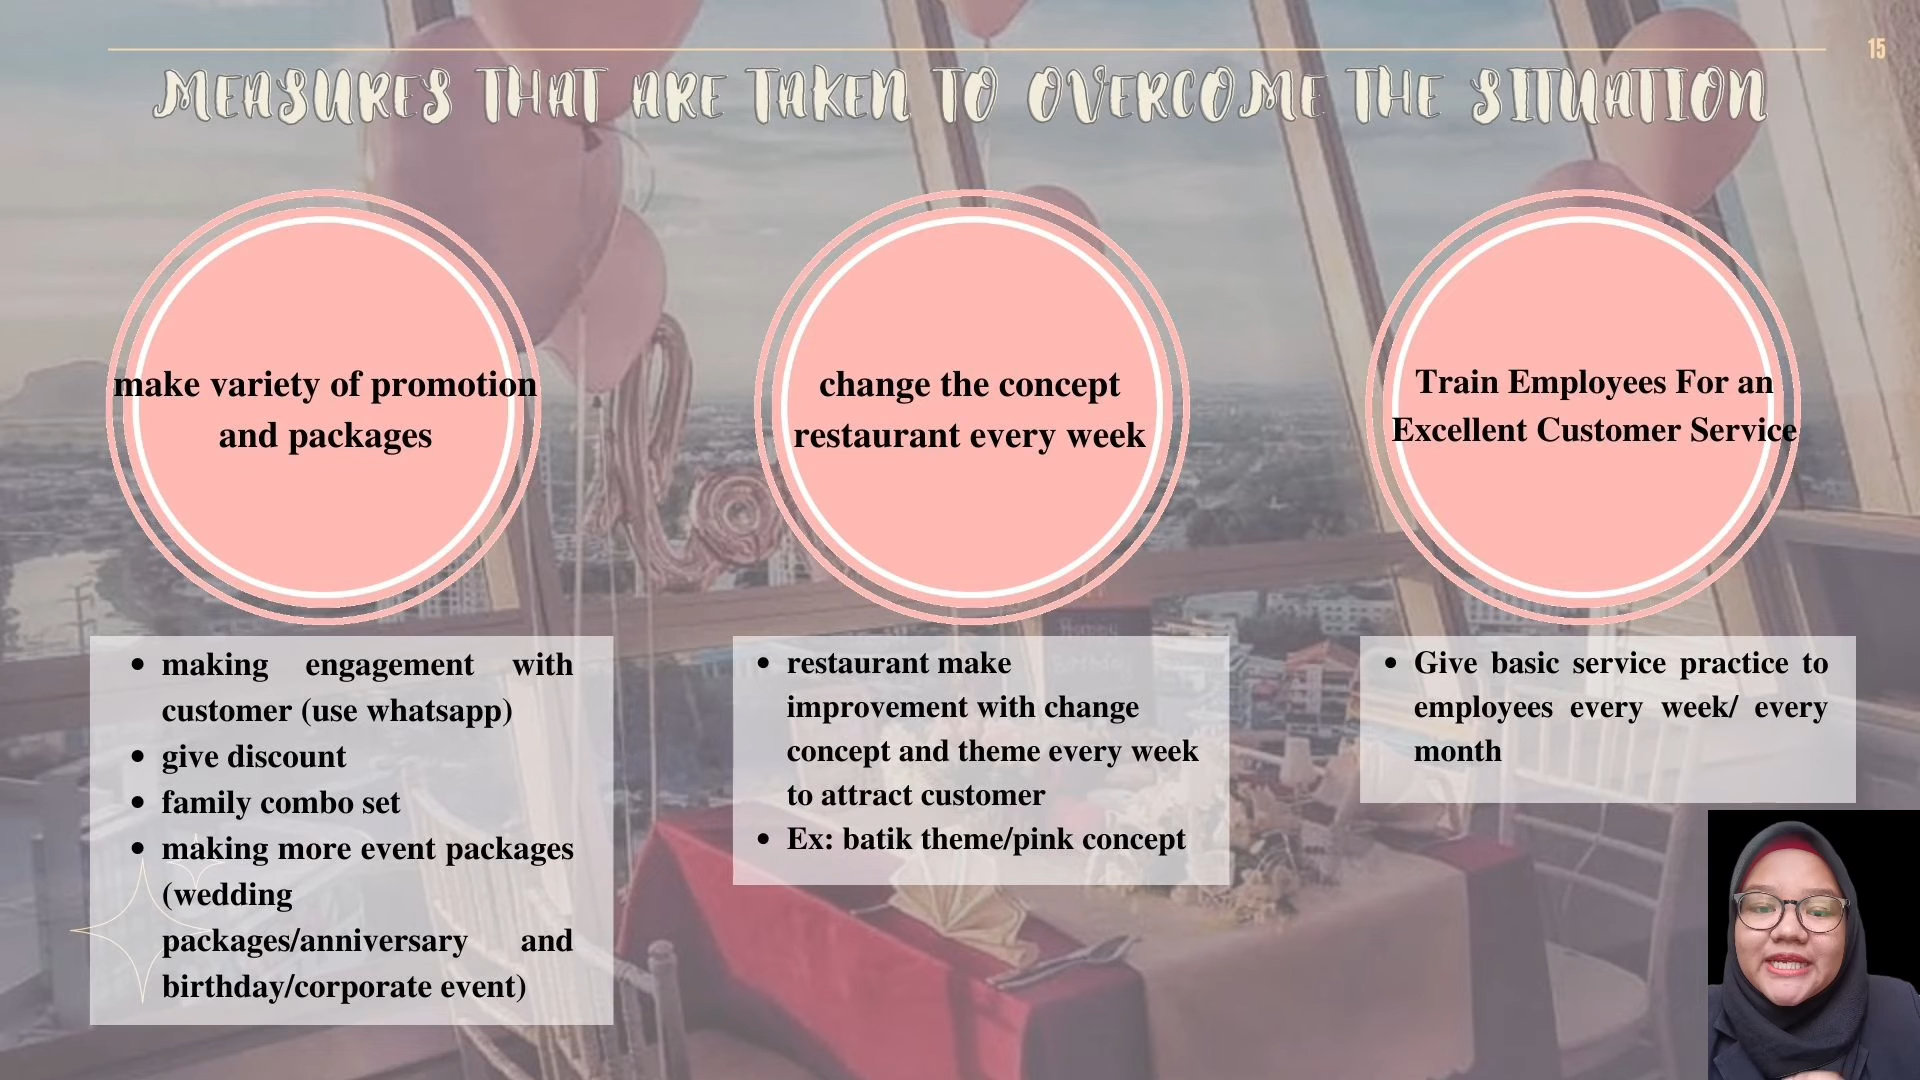 15
MEASURES THAT ARE TAKEN TO OVERCOME THE SITUATION
make variety of promotion
and packages
change the concept
restaurant every week
Train Employees For an
Excellent Customer Service
• making engagement with
customer (use whatsapp)
• give discount
• family combo set
• making more event packages
(wedding
packages/anniversary and
birthday/corporate event)
• restaurant make
improvement with change
concept and theme every week
to attract customer
• Ex: batik theme/pink concept
• Give basic service practice to
employees every week/ every
month